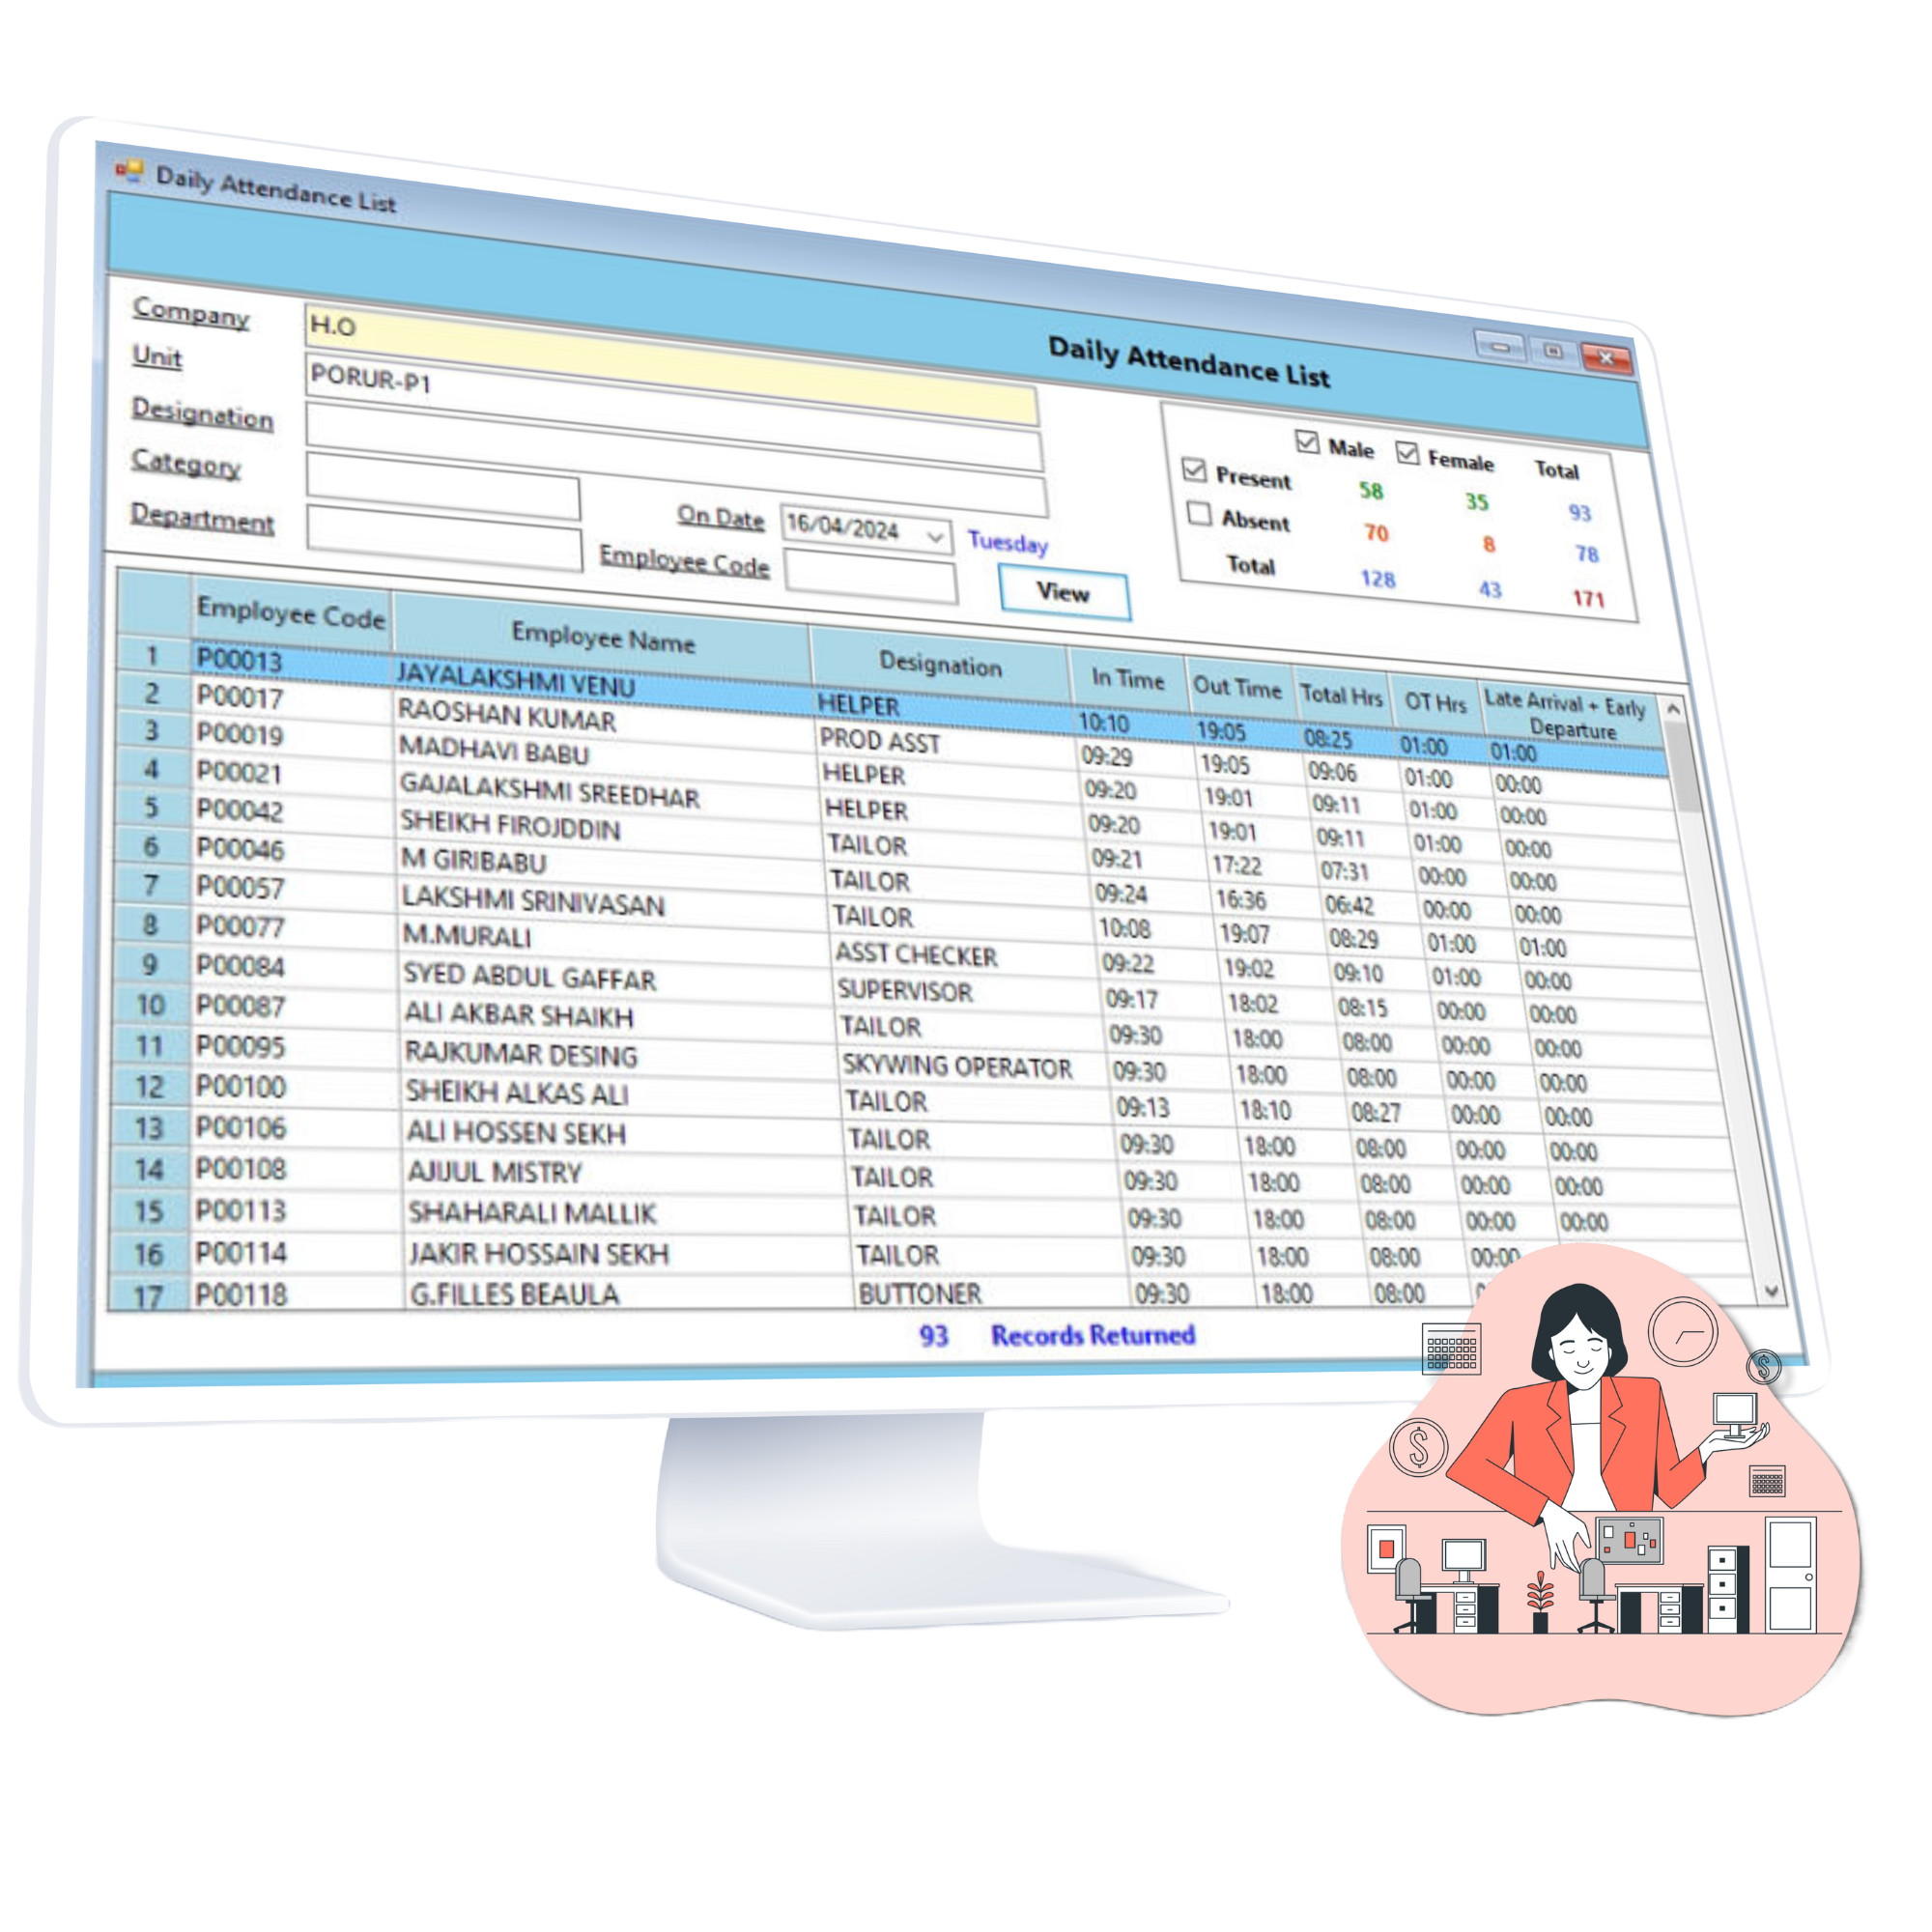 Daily Attendance List
Daily Attendance List
Company H.O
Unit PORUR-P1
Designation
Category
Department
On Date 16/04/2024 Tuesday
Employee Code
View
Male Female Total
Present 58 35 93
Absent 70 8 78
Total 128 43 171
Employee Code Employee Name Designation In Time Out Time Total Hrs OT Hrs Late Arrival + Early Departure
1 P00013 JAYALAKSHMI VENU HELPER 10:10 19:05 08:25 01:00 01:00
2 P00017 RAOSHAN KUMAR PROD ASST 09:29 19:05 09:06 01:00 00:00
3 P00019 MADHAVI BABU HELPER 09:20 19:01 09:11 01:00 00:00
4 P00021 GAJALAKSHMI SREEDHAR HELPER 09:20 19:01 09:11 01:00 00:00
5 P00042 SHEIKH FIROJDDIN TAILOR 09:21 17:22 07:31 00:00 00:00
6 P00046 M GIRIBABU TAILOR 09:24 16:36 06:42 00:00 00:00
7 P00057 LAKSHMI SRINIVASAN TAILOR 10:08 19:07 08:29 01:00 01:00
8 P00077 M.MURALI ASST CHECKER 09:22 19:02 09:10 01:00 00:00
9 P00084 SYED ABDUL GAFFAR SUPERVISOR 09:17 18:02 08:15 00:00 00:00
10 P00087 ALI AKBAR SHAIKH TAILOR 09:30 18:00 08:00 00:00 00:00
11 P00095 RAJKUMAR DESING SKYWING OPERATOR 09:30 18:00 08:00 00:00 00:00
12 P00100 SHEIKH ALKAS ALI TAILOR 09:13 18:10 08:27 00:00 00:00
13 P00106 ALI HOSSEN SEKH TAILOR 09:30 18:00 08:00 00:00 00:00
14 P00108 AJIJUL MISTRY TAILOR 09:30 18:00 08:00 00:00 00:00
15 P00113 SHAHARALI MALLIK TAILOR 09:30 18:00 08:00 00:00 00:00
16 P00114 JAKIR HOSSAIN SEKH TAILOR 09:30 18:00 08:00 00:00
17 P00118 G.FILLES BEAULA BUTTONER 09:30 18:00 08:00
93 Records Returned
$
$